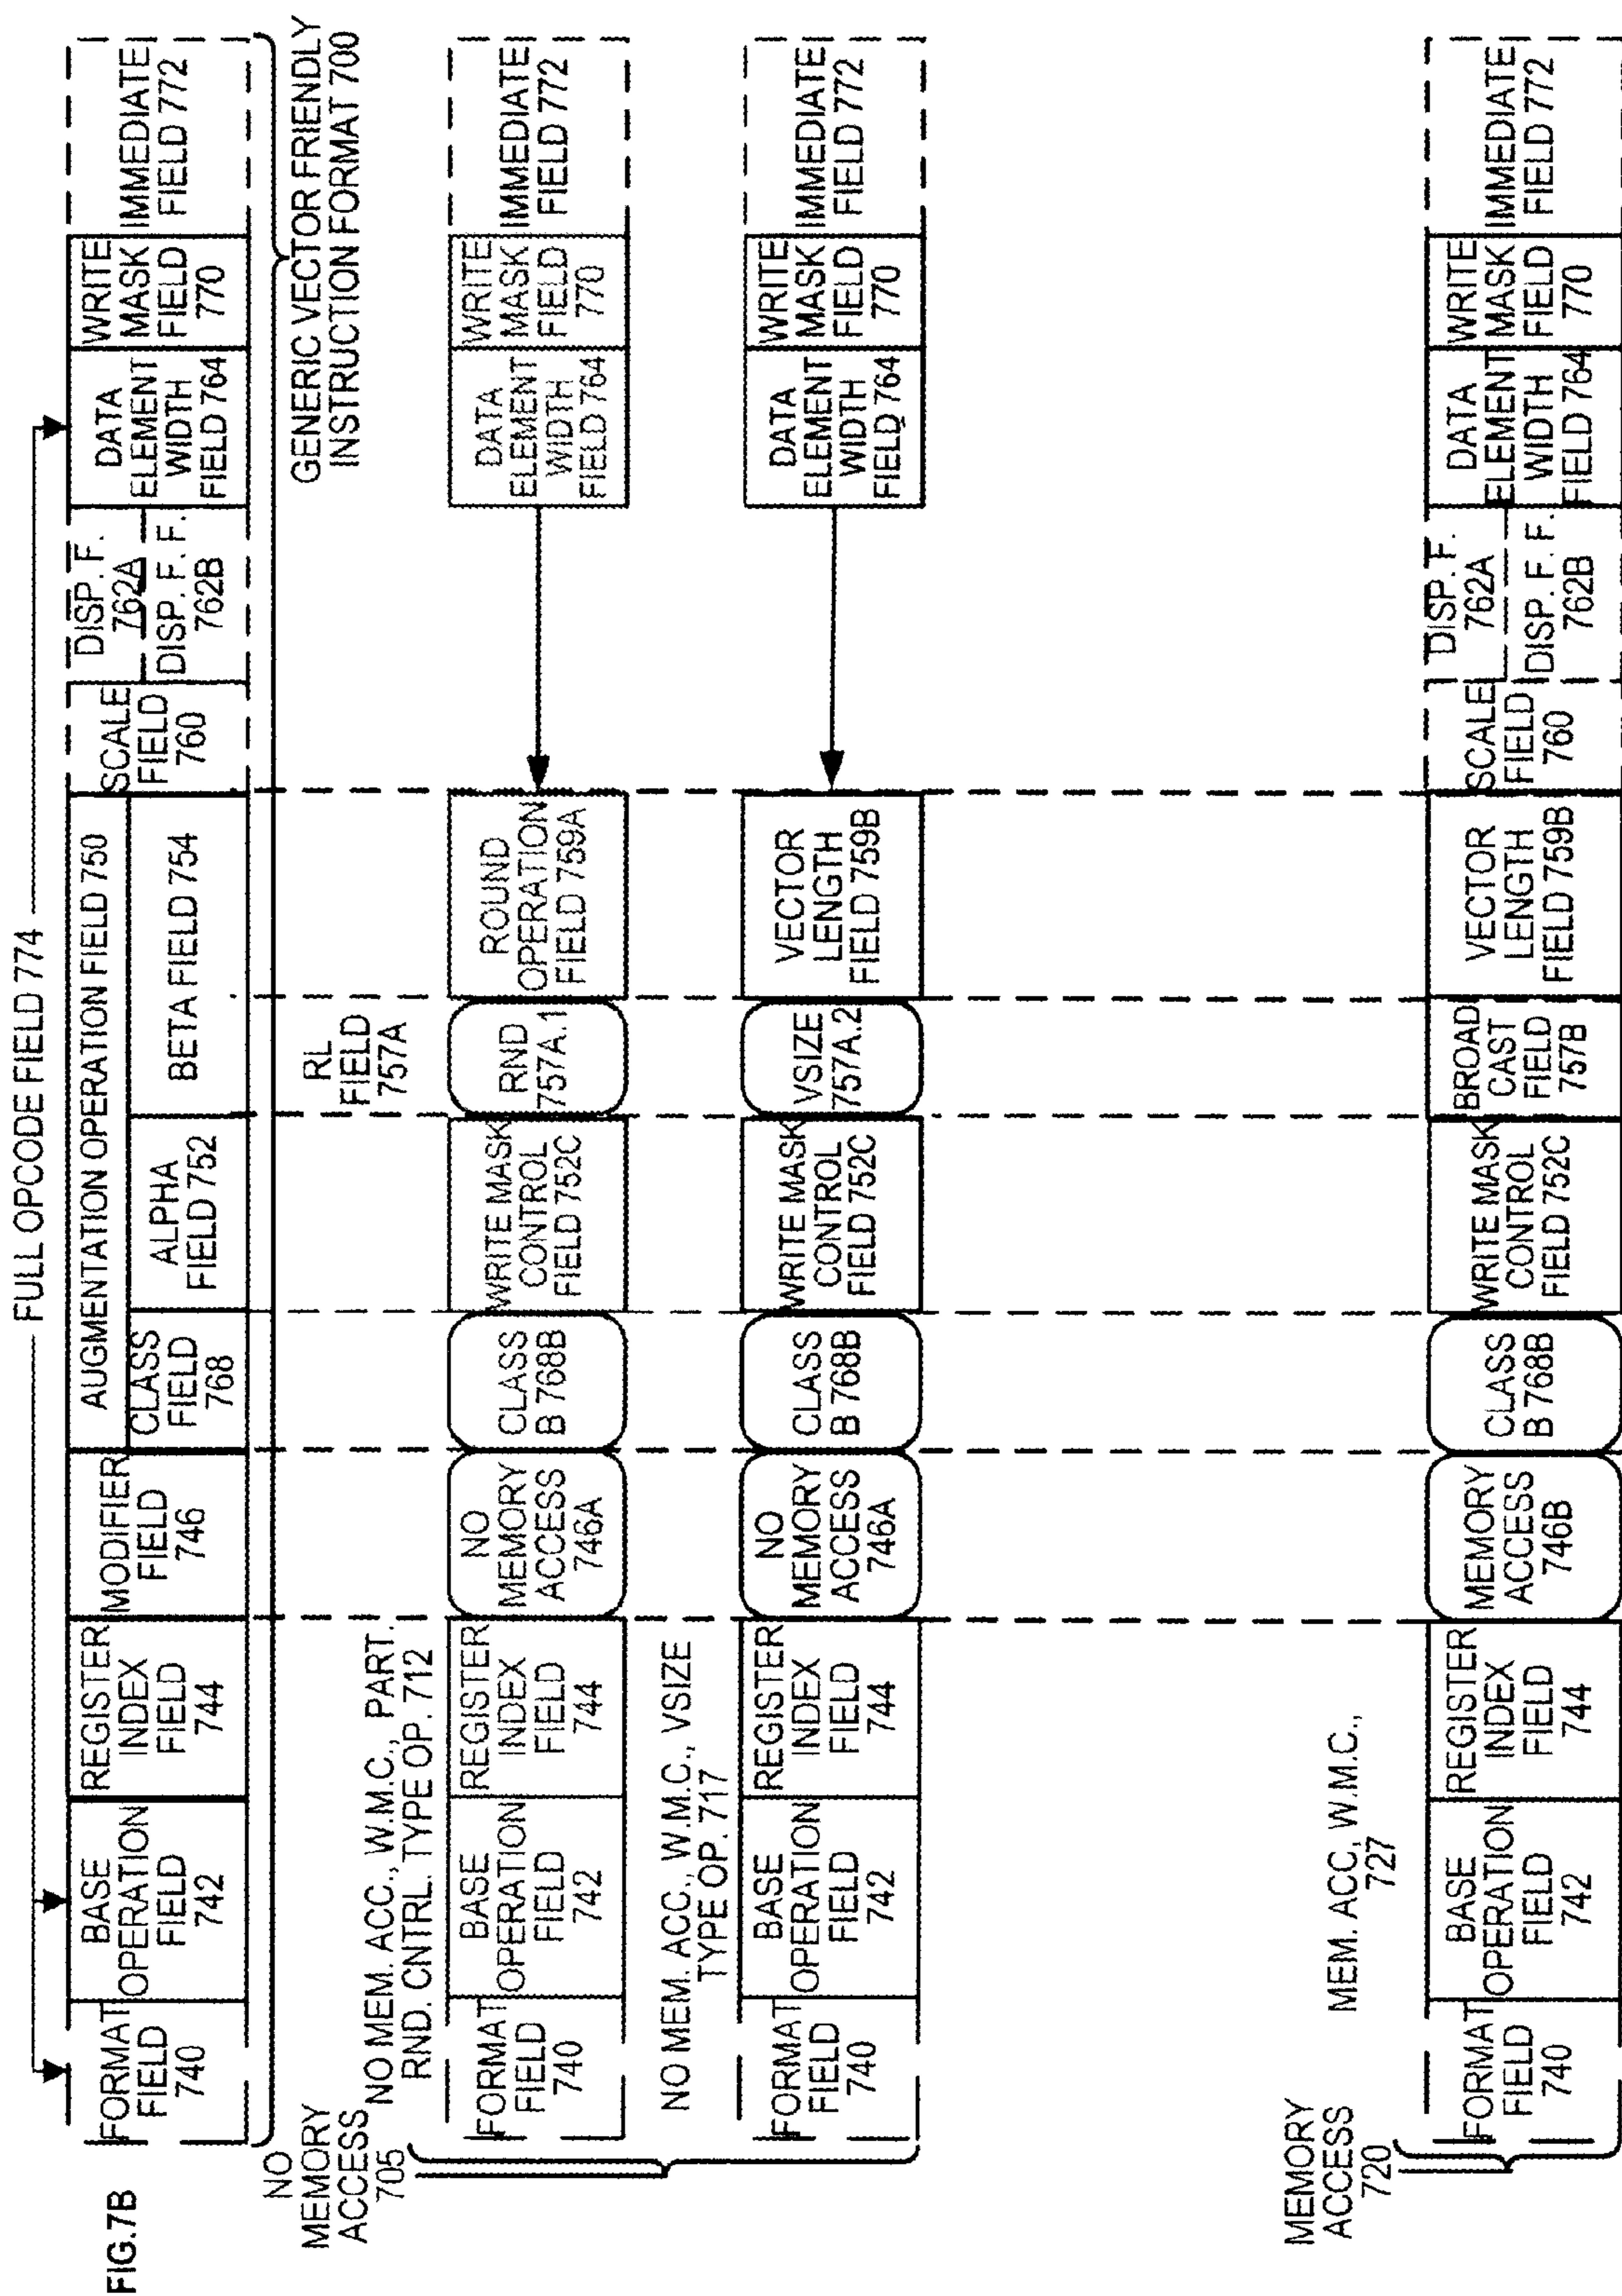 FIG.7B
FULL OPCODE FIELD 774
FORMAT
FIELD
740
BASE
OPERATION
FIELD
742
REGISTER
INDEX
FIELD
744
MODIFIER
FIELD
746
AUGMENTATION OPERATION FIELD 750
CLASS
FIELD
768
ALPHA
FIELD 752
BETA FIELD 754
SCALE
FIELD
760
DISP. F.
762A
DISP. F. F.
762B
DATA
ELEMENT
WIDTH
FIELD 764
WRITE
MASK
FIELD
770
IMMEDIATE
FIELD 772
GENERIC VECTOR FRIENDLY
INSTRUCTION FORMAT 700
NO
MEMORY
ACCESS
705
NO MEM. ACC., W.M.C., PART.
RND. CNTRL. TYPE OP. 712
RL
FIELD
757A
FORMAT
FIELD
740
BASE
OPERATION
FIELD
742
REGISTER
INDEX
FIELD
744
NO
MEMORY
ACCESS
746A
CLASS
B 768B
WRITE MASK
CONTROL
FIELD 752C
RND
757A.1
ROUND
OPERATION
FIELD 759A
DATA
ELEMENT
WIDTH
FIELD 764
WRITE
MASK
FIELD
770
IMMEDIATE
FIELD 772
NO MEM. ACC., W.M.C., VSIZE
TYPE OP. 717
FORMAT
FIELD
740
BASE
OPERATION
FIELD
742
REGISTER
INDEX
FIELD
744
NO
MEMORY
ACCESS
746A
CLASS
B 768B
WRITE MASK
CONTROL
FIELD 752C
VSIZE
757A.2
VECTOR
LENGTH
FIELD 759B
DATA
ELEMENT
WIDTH
FIELD 764
WRITE
MASK
FIELD
770
IMMEDIATE
FIELD 772
MEMORY
ACCESS
720
MEM. ACC, W.M.C.,
727
FORMAT
FIELD
740
BASE
OPERATION
FIELD
742
REGISTER
INDEX
FIELD
744
MEMORY
ACCESS
746B
CLASS
B 768B
WRITE MASK
CONTROL
FIELD 752C
BROAD
CAST
FIELD
757B
VECTOR
LENGTH
FIELD 759B
SCALE
FIELD
760
DISP. F.
762A
DISP. F. F.
762B
DATA
ELEMENT
WIDTH
FIELD 764
WRITE
MASK
FIELD
770
IMMEDIATE
FIELD 772